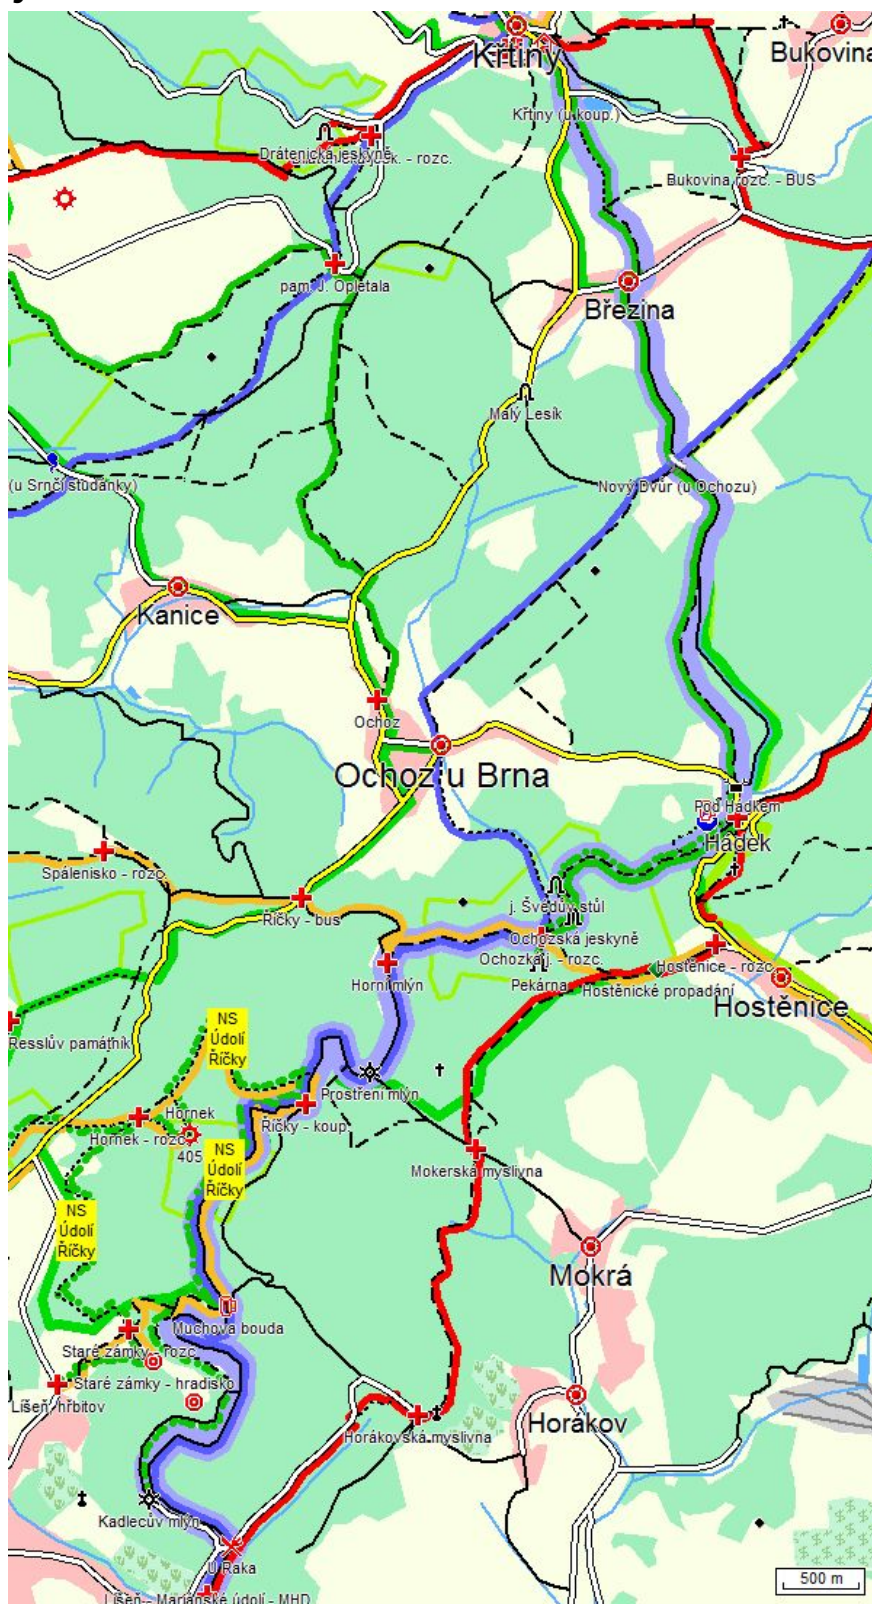 Křtiny
Bukovina
Křtiny (u koup.)
Drátenická jeskyně
jesk. - rozc.
Bukovina rozc. - BUS
pam. J. Opletala
Březina
Malý Lesík
(u Srnčí studánky)
Nový Dvůr (u Ochozu)
Kanice
Ochoz
Ochoz u Brna
Pod Hádkem
Hádek
Spálenisko - rozc.
Říčky - bus
j. Švédův stůl
Ochozská jeskyně
Ochozká j. - rozc.
Hostěnice - rozc.
Horní mlýn
Pekárna
Hostěnické propadání
Hostěnice
NS
Údolí
Říčky
Resslův památník
Prostření mlýn
Hornek
Říčky - koup.
Hornek - rozc.
405
NS
Údolí
Říčky
Mokerská myslivna
NS
Údolí
Říčky
Mokrá
Muchova bouda
Staré zámky - rozc.
Staré zámky - hradisko
Líšeň, hřbitov
Horákov
Horákovská myslivna
Kadlecův mlýn
U Raka
500 m
Líšeň - Mariánské údolí - MHD